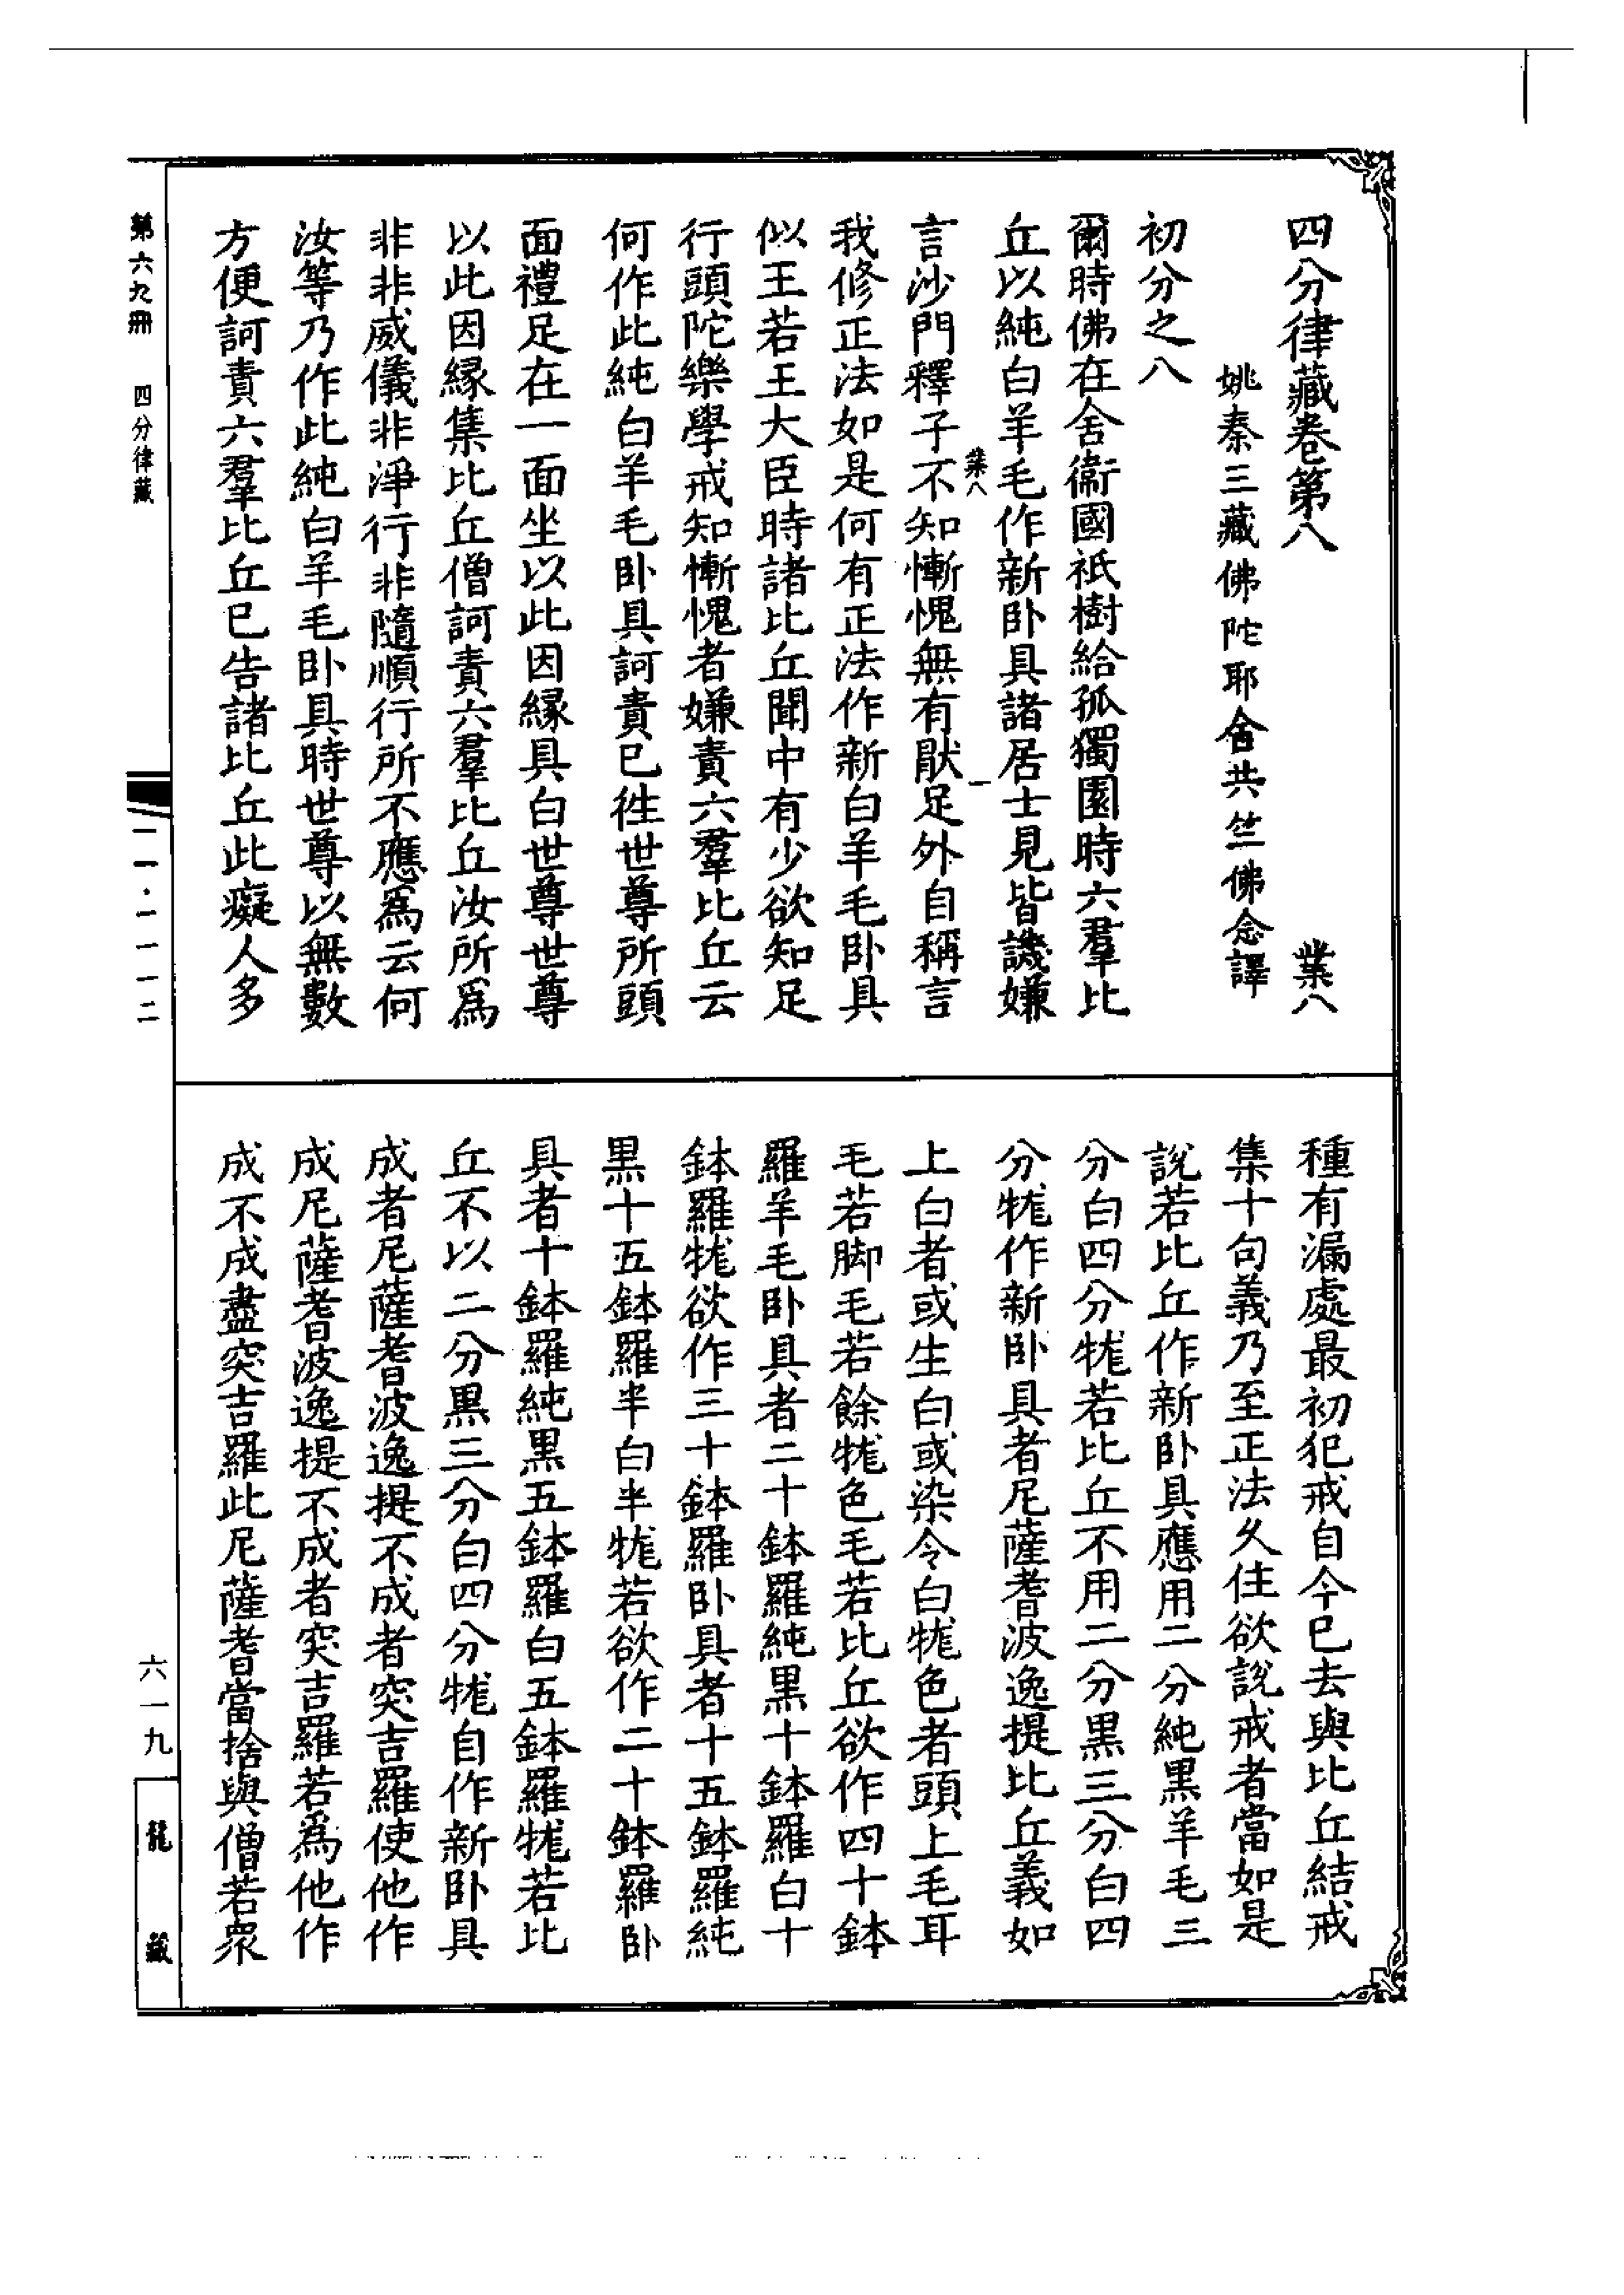 四分律藏卷第八 業八
姚秦三藏佛陀耶舍共竺佛念譯
初分之八
爾時佛在舍衞國祇樹給孤獨園時六羣比
丘以純白羊毛作新卧具諸居士見皆譏嫌
業八 一
言沙門釋子不知慚愧無有猒足外自稱言
我修正法如是何有正法作新白羊毛卧具
似王若王大臣時諸比丘聞中有少欲知足
行頭陀樂學戒知慚愧者嫌責六羣比丘云
何作此純白羊毛卧具訶責已徃世尊所頭
面禮足在一面坐以此因緣具白世尊世尊
以此因緣集比丘僧訶責六羣比丘汝所爲
非非威儀非淨行非隨順行所不應爲云何
汝等乃作此純白羊毛卧具時世尊以無數
方便訶責六羣比丘已告諸比丘此癡人多
種有漏處最初犯戒自今已去與比丘結戒
集十句義乃至正法久住欲說戒者當如是
說若比丘作新卧具應用二分純黒羊毛三
分白四分牻若比丘不用二分黒三分白四
分牻作新卧具者尼薩耆波逸提比丘義如
上白者或生白或染令白牻色者頭上毛耳
毛若脚毛若餘牻色毛若比丘欲作四十鉢
羅羊毛卧具者二十鉢羅純黒十鉢羅白十
鉢羅牻欲作三十鉢羅卧具者十五鉢羅純
黒十五鉢羅半白半牻若欲作二十鉢羅卧
具者十鉢羅純黒五鉢羅白五鉢羅牻若比
丘不以二分黒三分白四分牻自作新卧具
成者尼薩耆波逸提不成者突吉羅使他作
成尼薩耆波逸提不成者突吉羅若爲他作
成不成盡突吉羅此尼薩耆當捨與僧若衆
第六九冊 四分律藏
一一·一一一二
六一九
龍藏